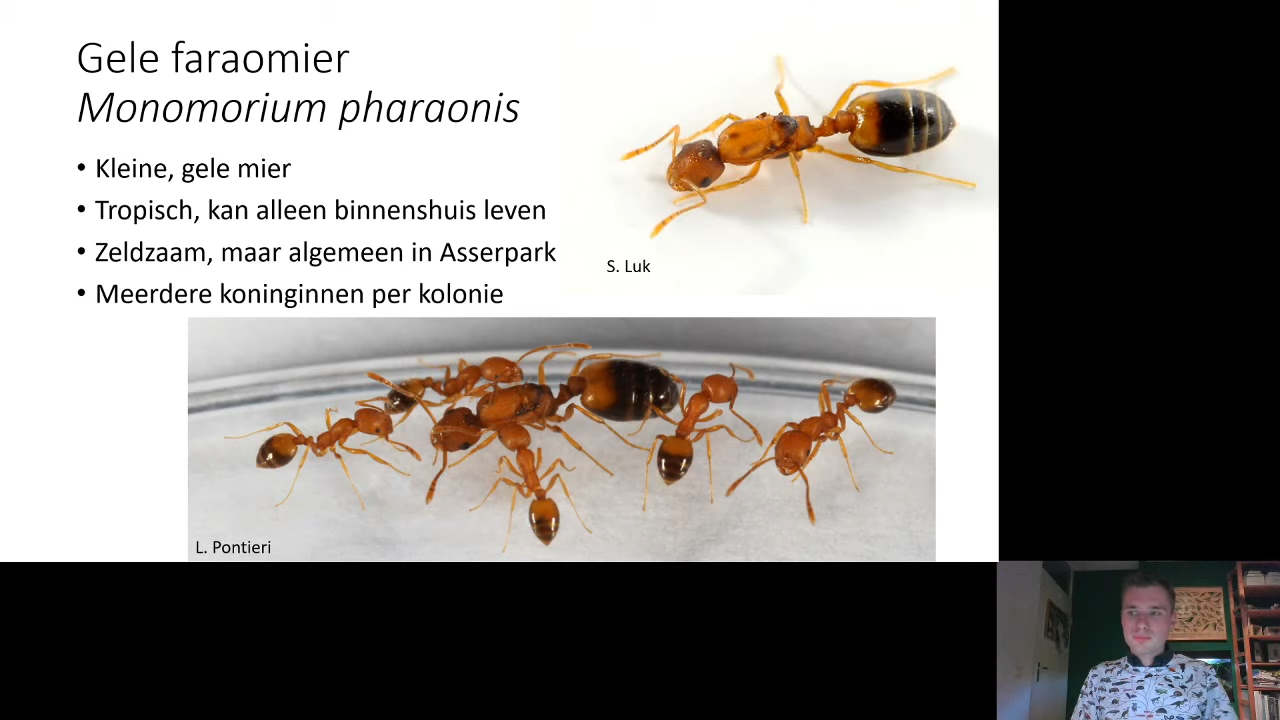 Gele faraomier
Monomorium pharaonis
• Kleine, gele mier
• Tropisch, kan alleen binnenshuis leven
• Zeldzaam, maar algemeen in Asserpark
• Meerdere koninginnen per kolonie
S. Luk
L. Pontieri